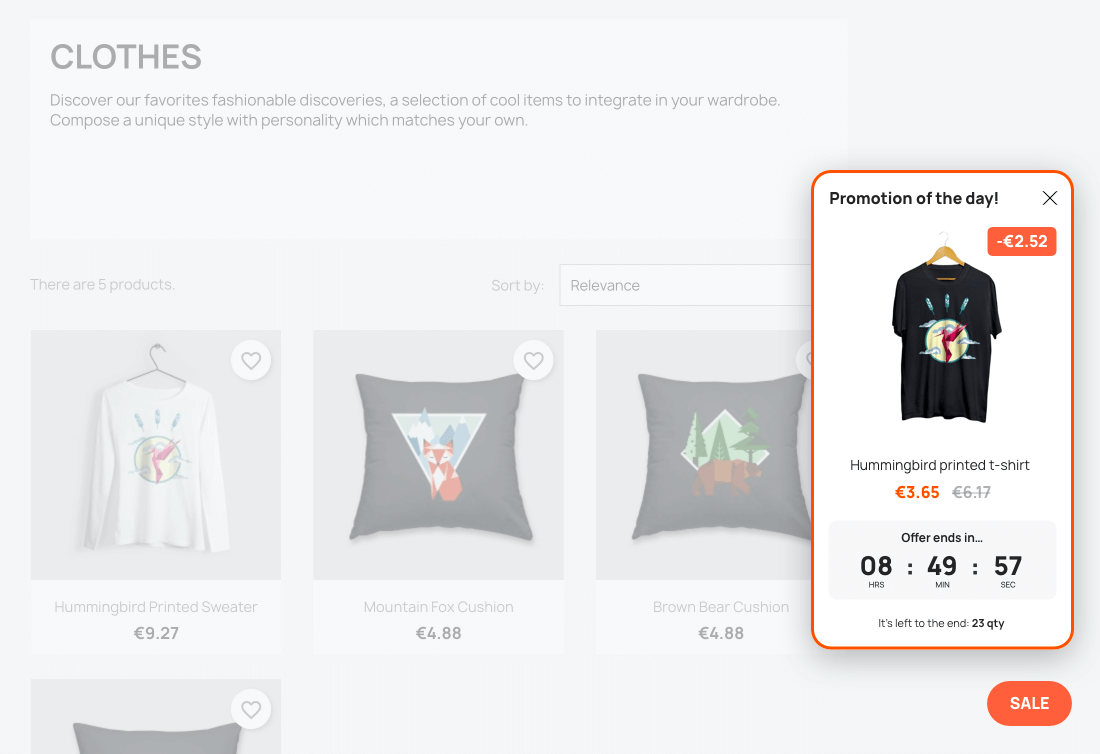 CLOTHES
Discover our favorites fashionable discoveries, a selection of cool items to integrate in your wardrobe.
Compose a unique style with personality which matches your own.
There are 5 products.
Sort by:
Relevance
Hummingbird Printed Sweater
€9.27
Mountain Fox Cushion
€4.88
Brown Bear Cushion
€4.88
Promotion of the day!
-€2.52
Hummingbird printed t-shirt
€3.65 €6.17
Offer ends in...
08 : 49 : 57
HRS MIN SEC
It's left to the end: 23 qty
SALE